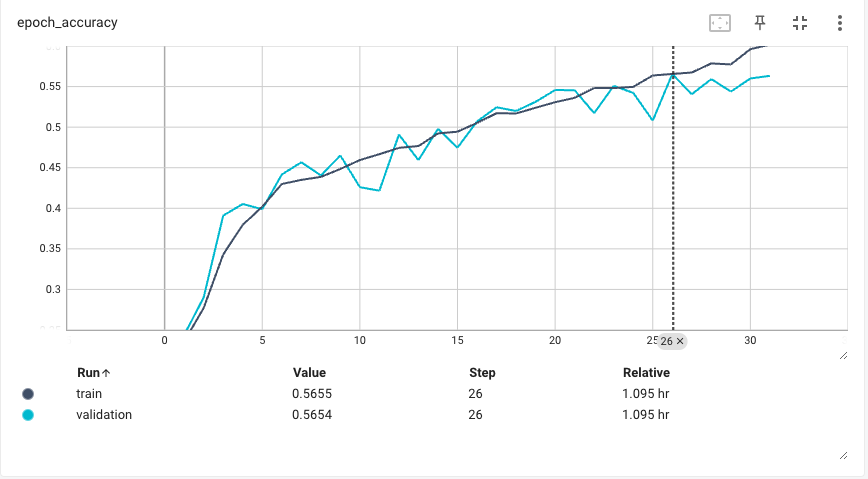 epoch_accuracy
0.55
0.5
0.45
0.4
0.35
0.3
0 5 10 15 20 25 26 × 30
Run↑ Value Step Relative
train 0.5655 26 1.095 hr
validation 0.5654 26 1.095 hr